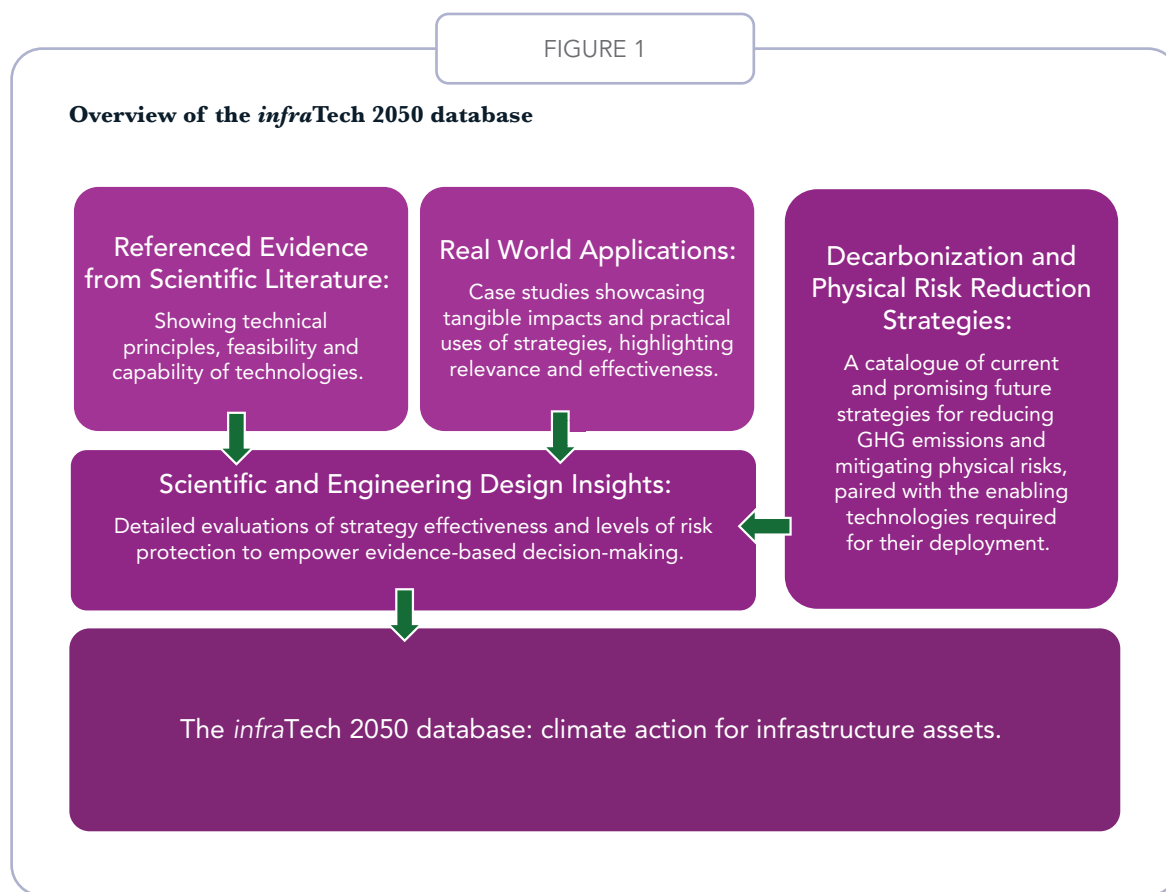 FIGURE 1
Overview of the infraTech 2050 database
Referenced Evidence
from Scientific Literature:
Showing technical
principles, feasibility and
capability of technologies.
Real World Applications:
Case studies showcasing
tangible impacts and practical
uses of strategies, highlighting
relevance and effectiveness.
Decarbonization and
Physical Risk Reduction
Strategies:
A catalogue of current
and promising future
strategies for reducing
GHG emissions and
mitigating physical risks,
paired with the enabling
technologies required
for their deployment.
Scientific and Engineering Design Insights:
Detailed evaluations of strategy effectiveness and levels of risk
protection to empower evidence-based decision-making.
The infraTech 2050 database: climate action for infrastructure assets.